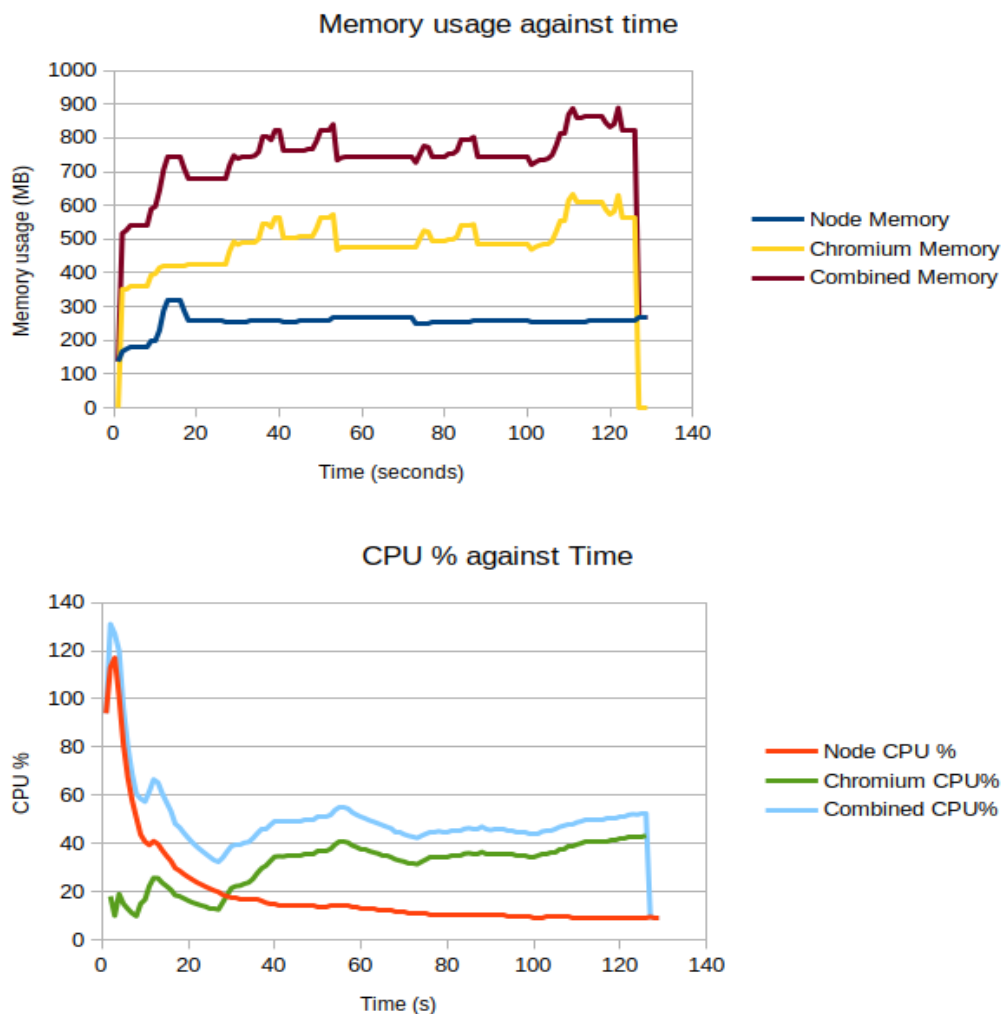 Memory usage against time
1000
900
800
700
600
500
400
300
200
100
0
Memory usage (MB)
0 20 40 60 80 100 120 140
Time (seconds)
Node Memory
Chromium Memory
Combined Memory
CPU % against Time
140
120
100
80
60
40
20
0
CPU %
0 20 40 60 80 100 120 140
Time (s)
Node CPU %
Chromium CPU%
Combined CPU%